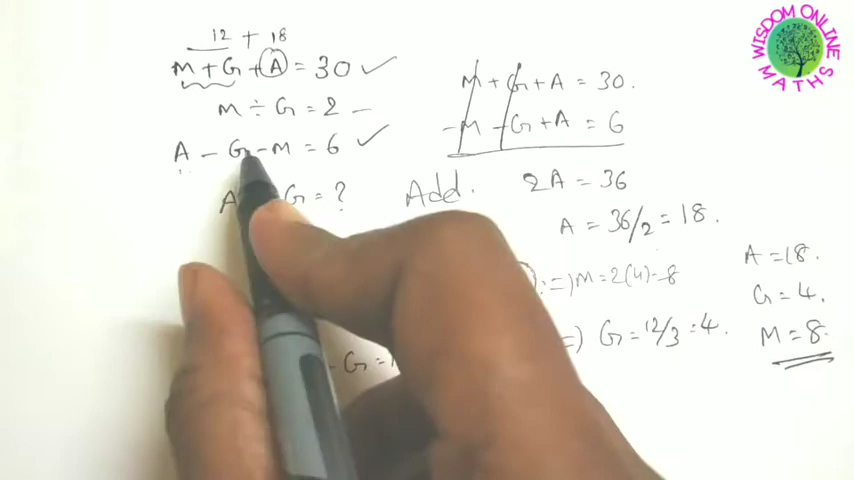 12 + 18
M + G + A = 30 ✓
M ÷ G = 2 -
A - G - M = 6 ✓
A G = ?
M + G + A = 30.
- M - G + A = 6
Add. 2A = 36
A = 36/2 = 18.
:=) M = 2(4) = 8
=) G = 12/3 = 4.
- G =
A = 18.
G = 4.
M = 8.
WISDOM ONLINE
MATHS